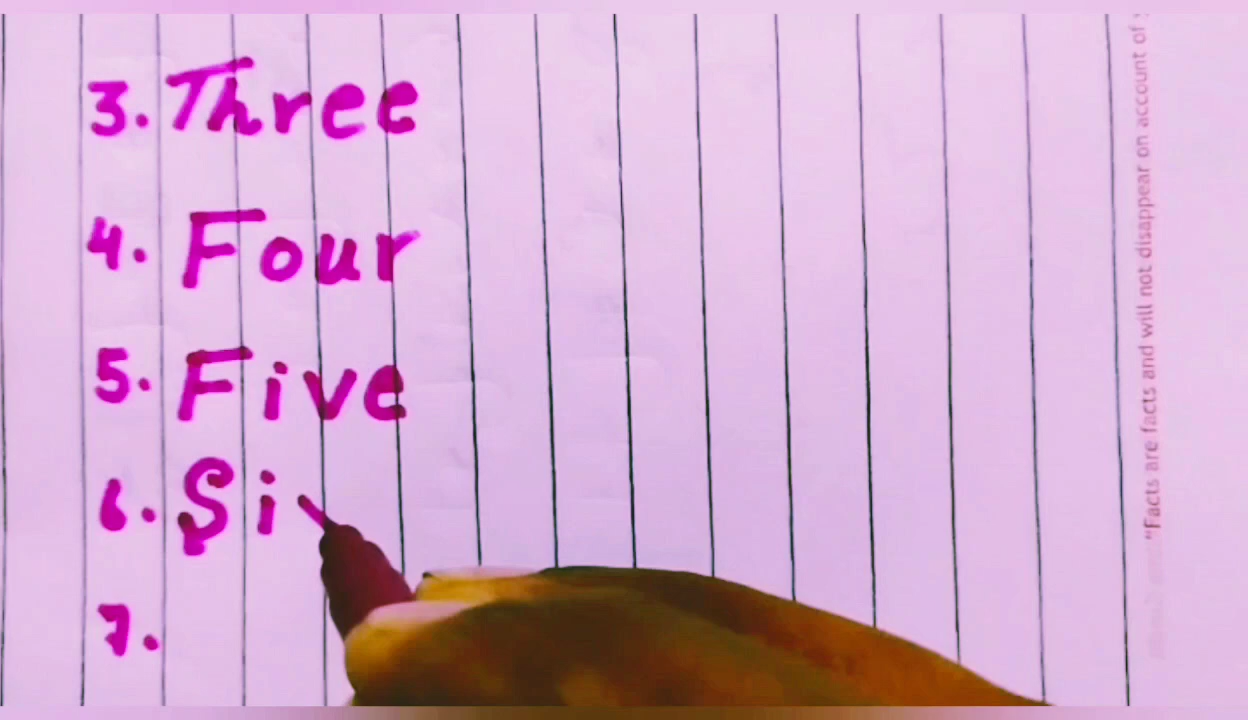 3. Three
4. Four
5. Five
6. Si
7.
"Facts are facts and will not disappear on account of